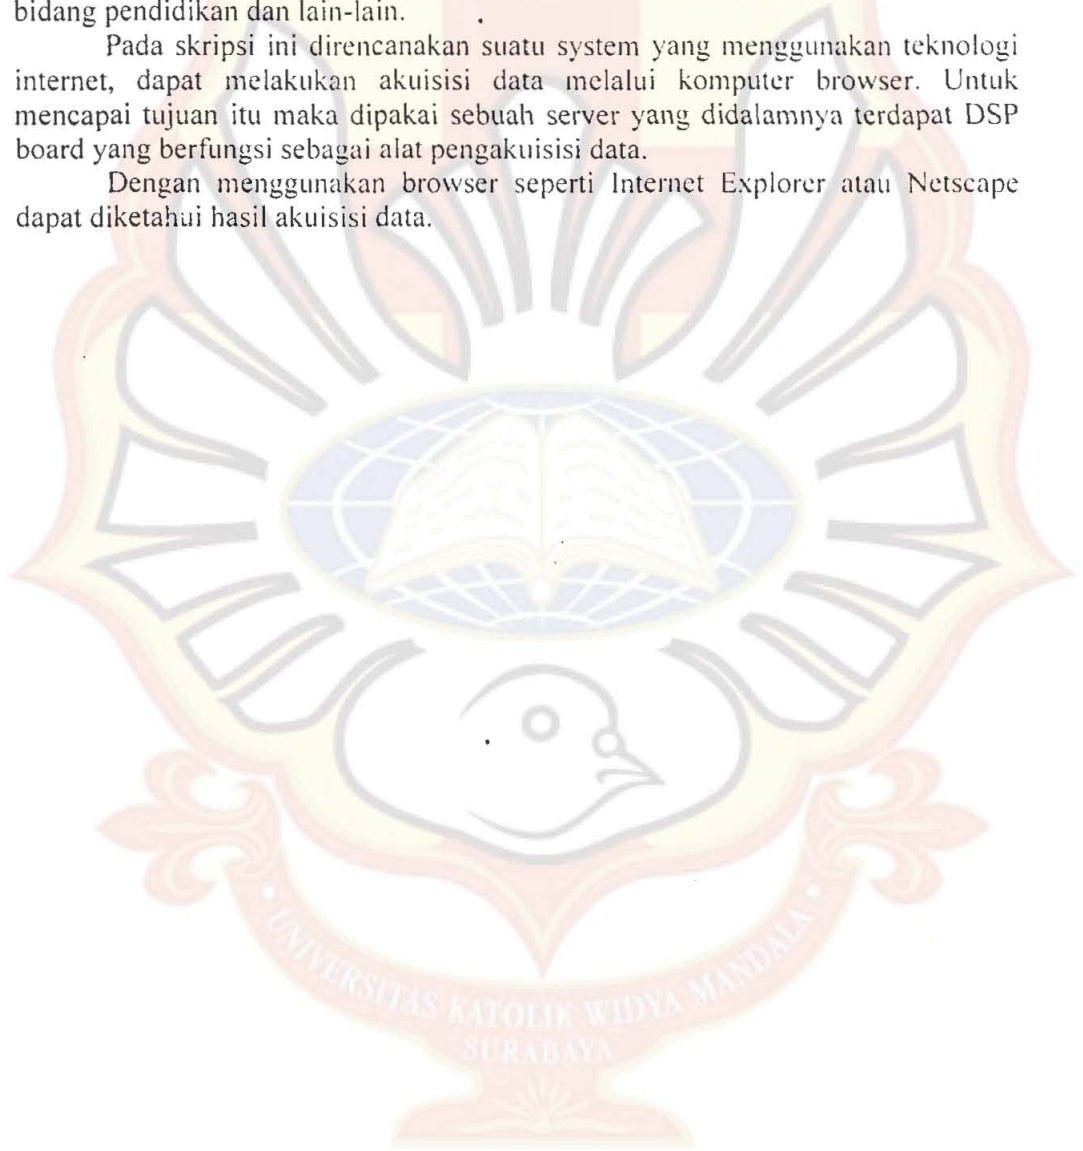 bidang pendidikan dan lain-lain.
Pada skripsi ini direncanakan suatu system yang menggunakan teknologi
internet, dapat melakukan akuisisi data melalui komputer browser. Untuk
mencapai tujuan itu maka dipakai sebuah server yang didalamnya terdapat DSP
board yang berfungsi sebagai alat pengakuisisi data.
Dengan menggunakan browser seperti Internet Explorer atau Netscape
dapat diketahui hasil akuisisi data.
UNIVERSITAS KATOLIK WIDYA MANDALA
SURABAYA